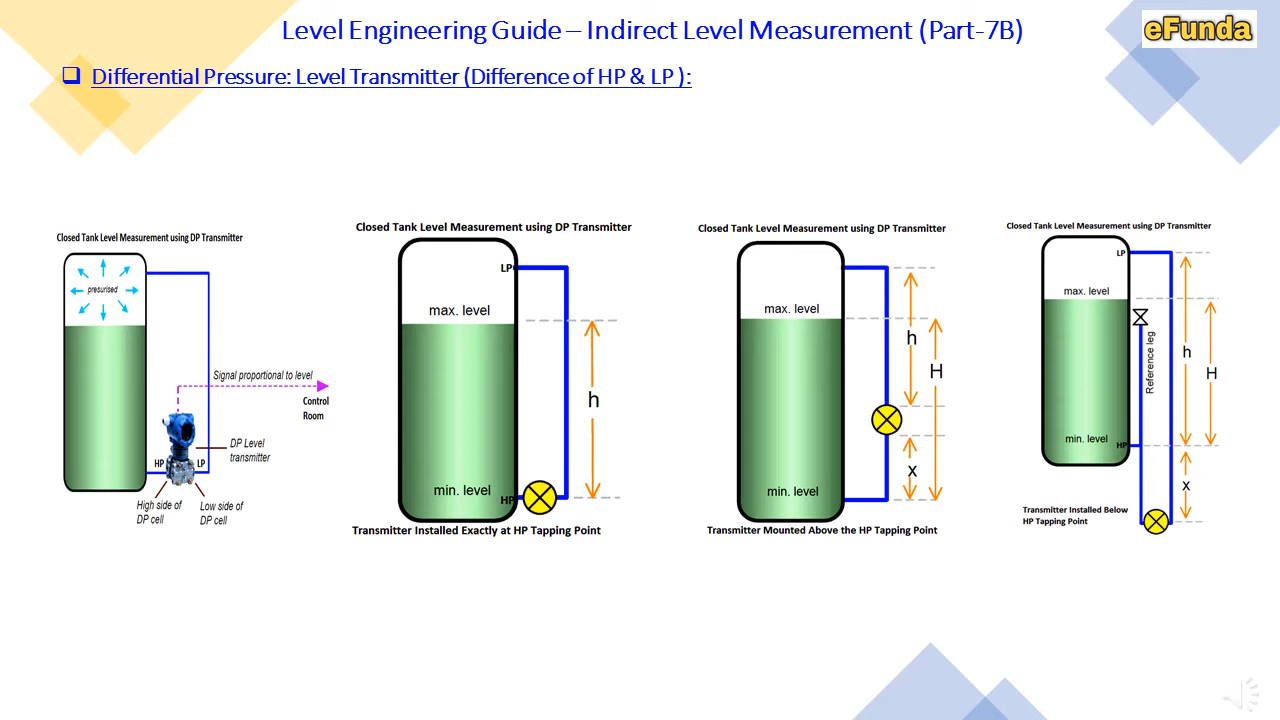 Level Engineering Guide – Indirect Level Measurement (Part-7B)
eFunda
Differential Pressure: Level Transmitter (Difference of HP & LP ):
Closed Tank Level Measurement using DP Transmitter
presurised
Signal proportional to level
Control
Room
DP Level
transmitter
HP
LP
High side of
DP cell
Low side of
DP cell
Closed Tank Level Measurement using DP Transmitter
LP
max. level
h
min. level
HP
Transmitter Installed Exactly at HP Tapping Point
Closed Tank Level Measurement using DP Transmitter
max. level
h
H
x
min. level
Transmitter Mounted Above the HP Tapping Point
Closed Tank Level Measurement using DP Transmitter
LP
max. level
Reference leg
h
H
min. level
HP
x
Transmitter Installed Below
HP Tapping Point